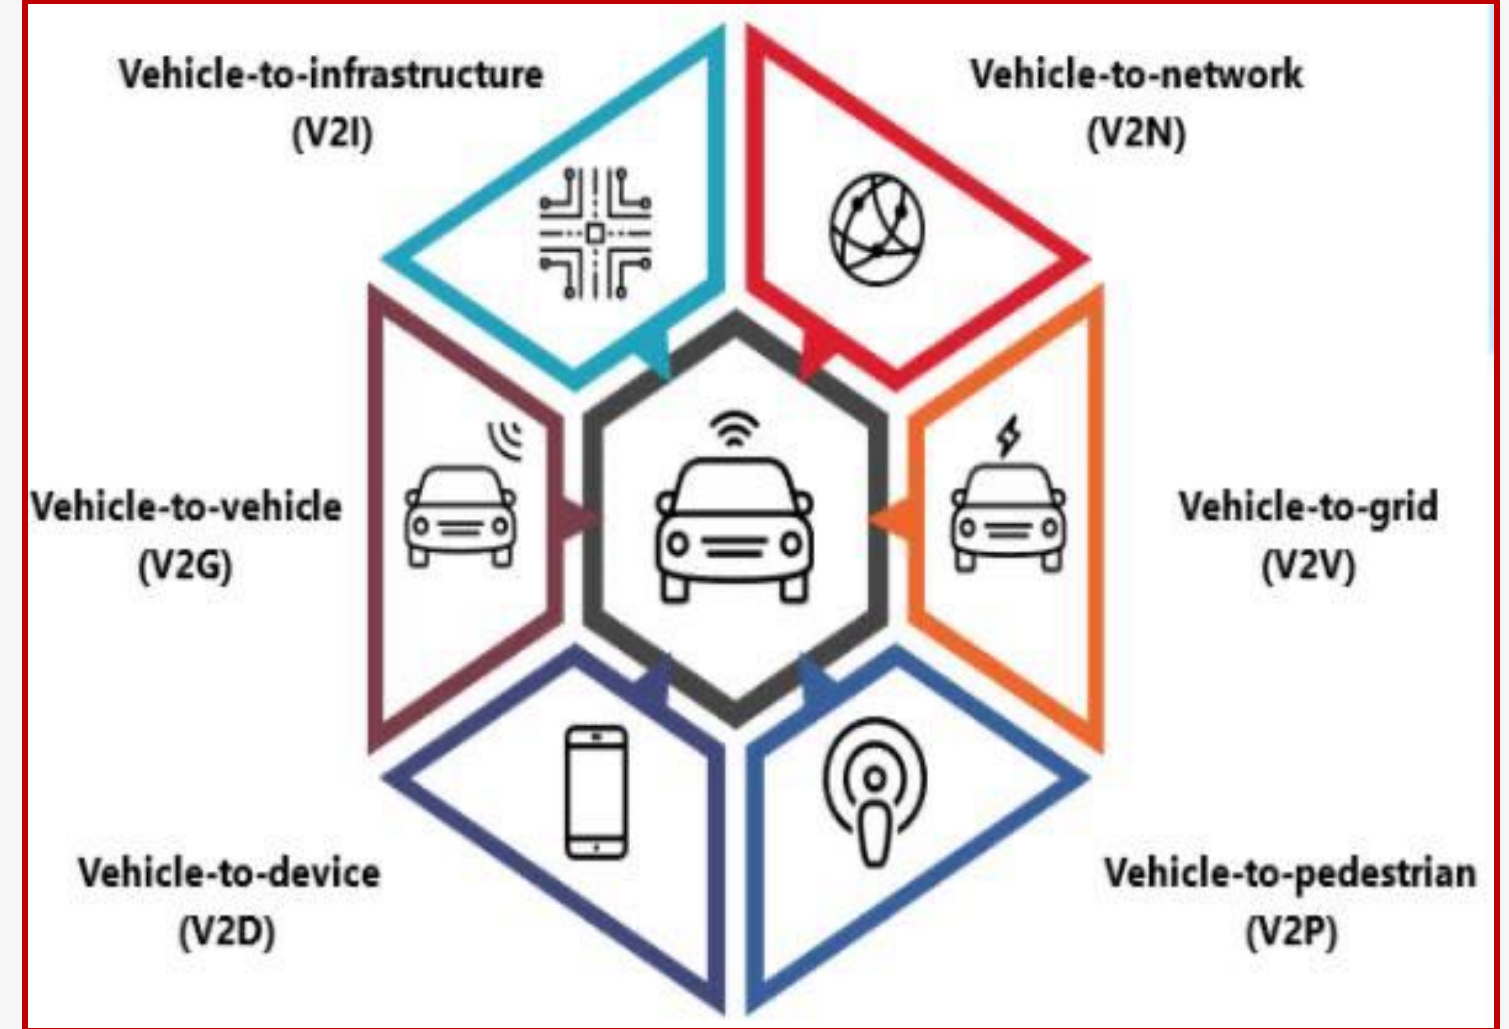 Vehicle-to-infrastructure
(V2I)
Vehicle-to-network
(V2N)
Vehicle-to-vehicle
(V2G)
Vehicle-to-grid
(V2V)
Vehicle-to-device
(V2D)
Vehicle-to-pedestrian
(V2P)